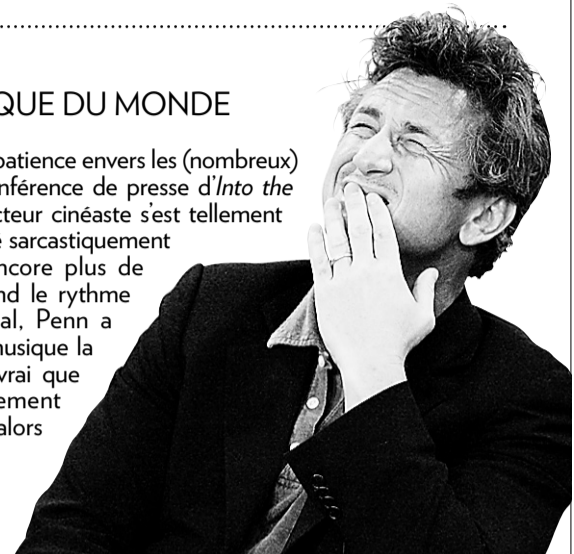 QUE DU MONDE
patience envers les (nombreux)
nférence de presse d'Into the
cteur cinéaste s'est tellement
sarcastiquement
ncore plus de
nd le rythme
al, Penn a
musique la
vrai que
ement
alors